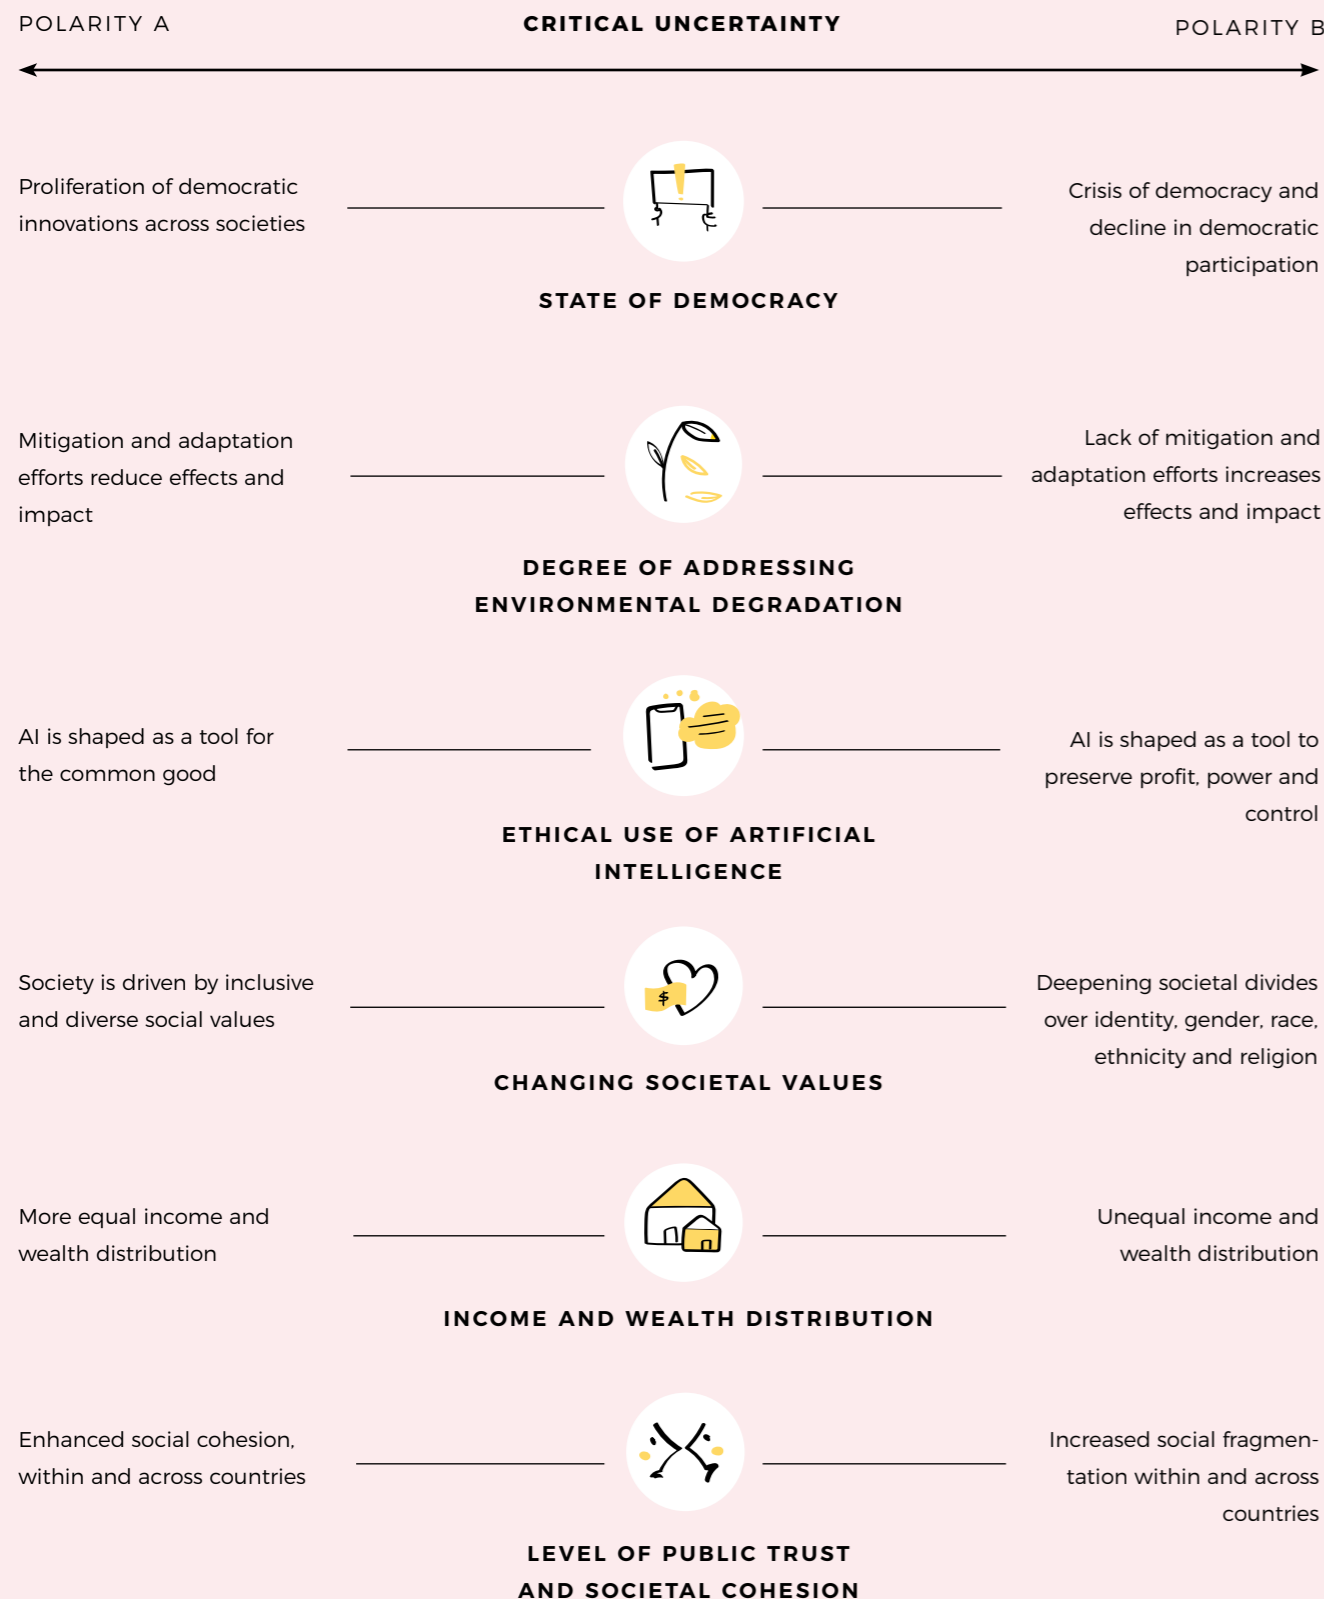 POLARITY A
CRITICAL UNCERTAINTY
POLARITY B
Proliferation of democratic
innovations across societies
Crisis of democracy and
decline in democratic
participation
STATE OF DEMOCRACY
Mitigation and adaptation
efforts reduce effects and
impact
Lack of mitigation and
adaptation efforts increases
effects and impact
DEGREE OF ADDRESSING
ENVIRONMENTAL DEGRADATION
AI is shaped as a tool for
the common good
AI is shaped as a tool to
preserve profit, power and
control
ETHICAL USE OF ARTIFICIAL
INTELLIGENCE
Society is driven by inclusive
and diverse social values
$
Deepening societal divides
over identity, gender, race,
ethnicity and religion
CHANGING SOCIETAL VALUES
More equal income and
wealth distribution
Unequal income and
wealth distribution
INCOME AND WEALTH DISTRIBUTION
Enhanced social cohesion,
within and across countries
Increased social fragmen-
tation within and across
countries
LEVEL OF PUBLIC TRUST
AND SOCIETAL COHESION